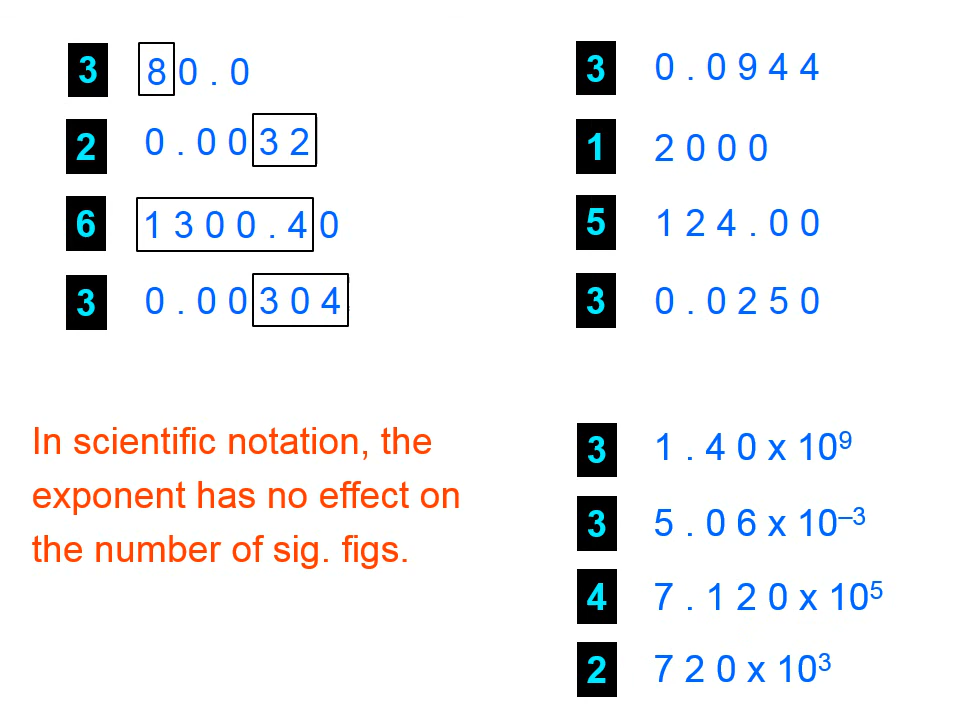 3 80.0
2 0.0032
6 1300.40
3 0.00304
3 0.0944
1 2000
5 124.00
3 0.0250
In scientific notation, the
exponent has no effect on
the number of sig. figs.
3 1.40 x 10⁹
3 5.06 x 10⁻³
4 7.120 x 10⁵
2 720 x 10³